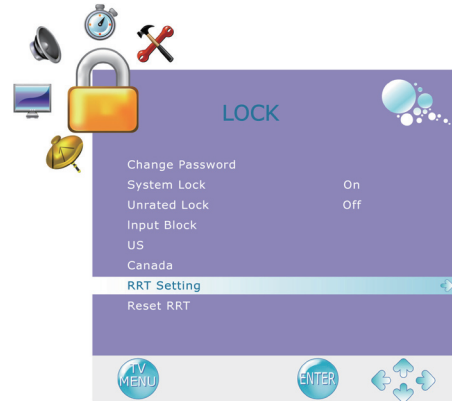 LOCK
Change Password
System Lock On
Unrated Lock Off
Input Block
US
Canada
RRT Setting
Reset RRT
TV
MENU
ENTER